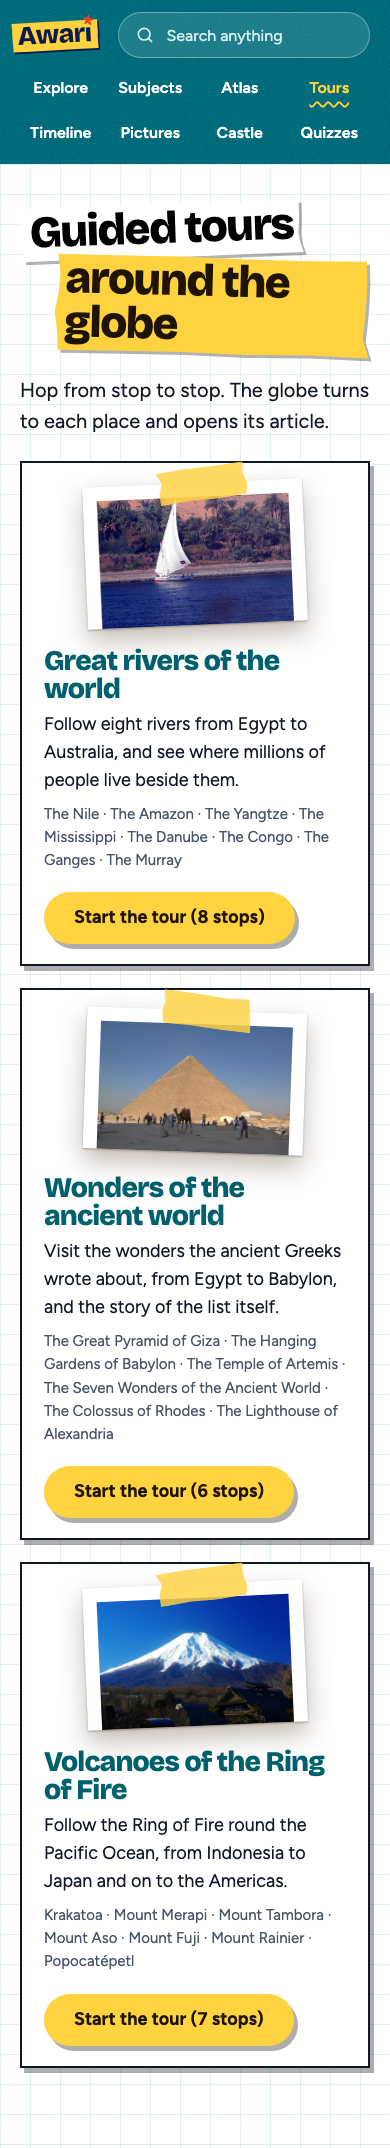 Awari
Search anything
Explore Subjects Atlas Tours
Timeline Pictures Castle Quizzes
Guided tours
around the
globe
Hop from stop to stop. The globe turns
to each place and opens its article.
Great rivers of the
world
Follow eight rivers from Egypt to
Australia, and see where millions of
people live beside them.
The Nile · The Amazon · The Yangtze · The
Mississippi · The Danube · The Congo · The
Ganges · The Murray
Start the tour (8 stops)
Wonders of the
ancient world
Visit the wonders the ancient Greeks
wrote about, from Egypt to Babylon,
and the story of the list itself.
The Great Pyramid of Giza · The Hanging
Gardens of Babylon · The Temple of Artemis ·
The Seven Wonders of the Ancient World ·
The Colossus of Rhodes · The Lighthouse of
Alexandria
Start the tour (6 stops)
Volcanoes of the Ring
of Fire
Follow the Ring of Fire round the
Pacific Ocean, from Indonesia to
Japan and on to the Americas.
Krakatoa · Mount Merapi · Mount Tambora ·
Mount Aso · Mount Fuji · Mount Rainier ·
Popocatépetl
Start the tour (7 stops)